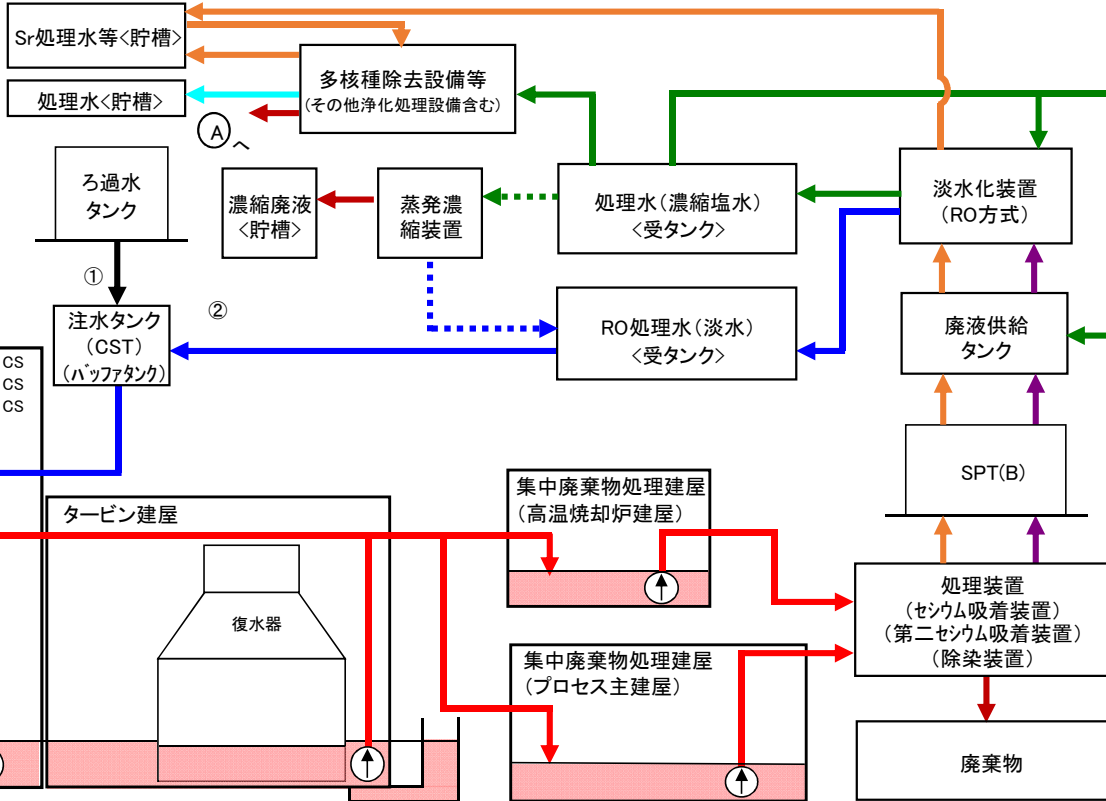 Sr処理水等<貯槽>
多核種除去設備等
(その他浄化処理設備含む)
処理水<貯槽>
A へ
ろ過水
タンク
濃縮廃液
<貯槽>
蒸発濃
縮装置
処理水(濃縮塩水)
<受タンク>
淡水化装置
(RO方式)
①
②
注水タンク
(CST)
(バッファタンク)
RO処理水(淡水)
<受タンク>
廃液供給
タンク
CS
CS
CS
SPT(B)
タービン建屋
復水器
集中廃棄物処理建屋
(高温焼却炉建屋)
処理装置
(セシウム吸着装置)
(第二セシウム吸着装置)
(除染装置)
集中廃棄物処理建屋
(プロセス主建屋)
廃棄物